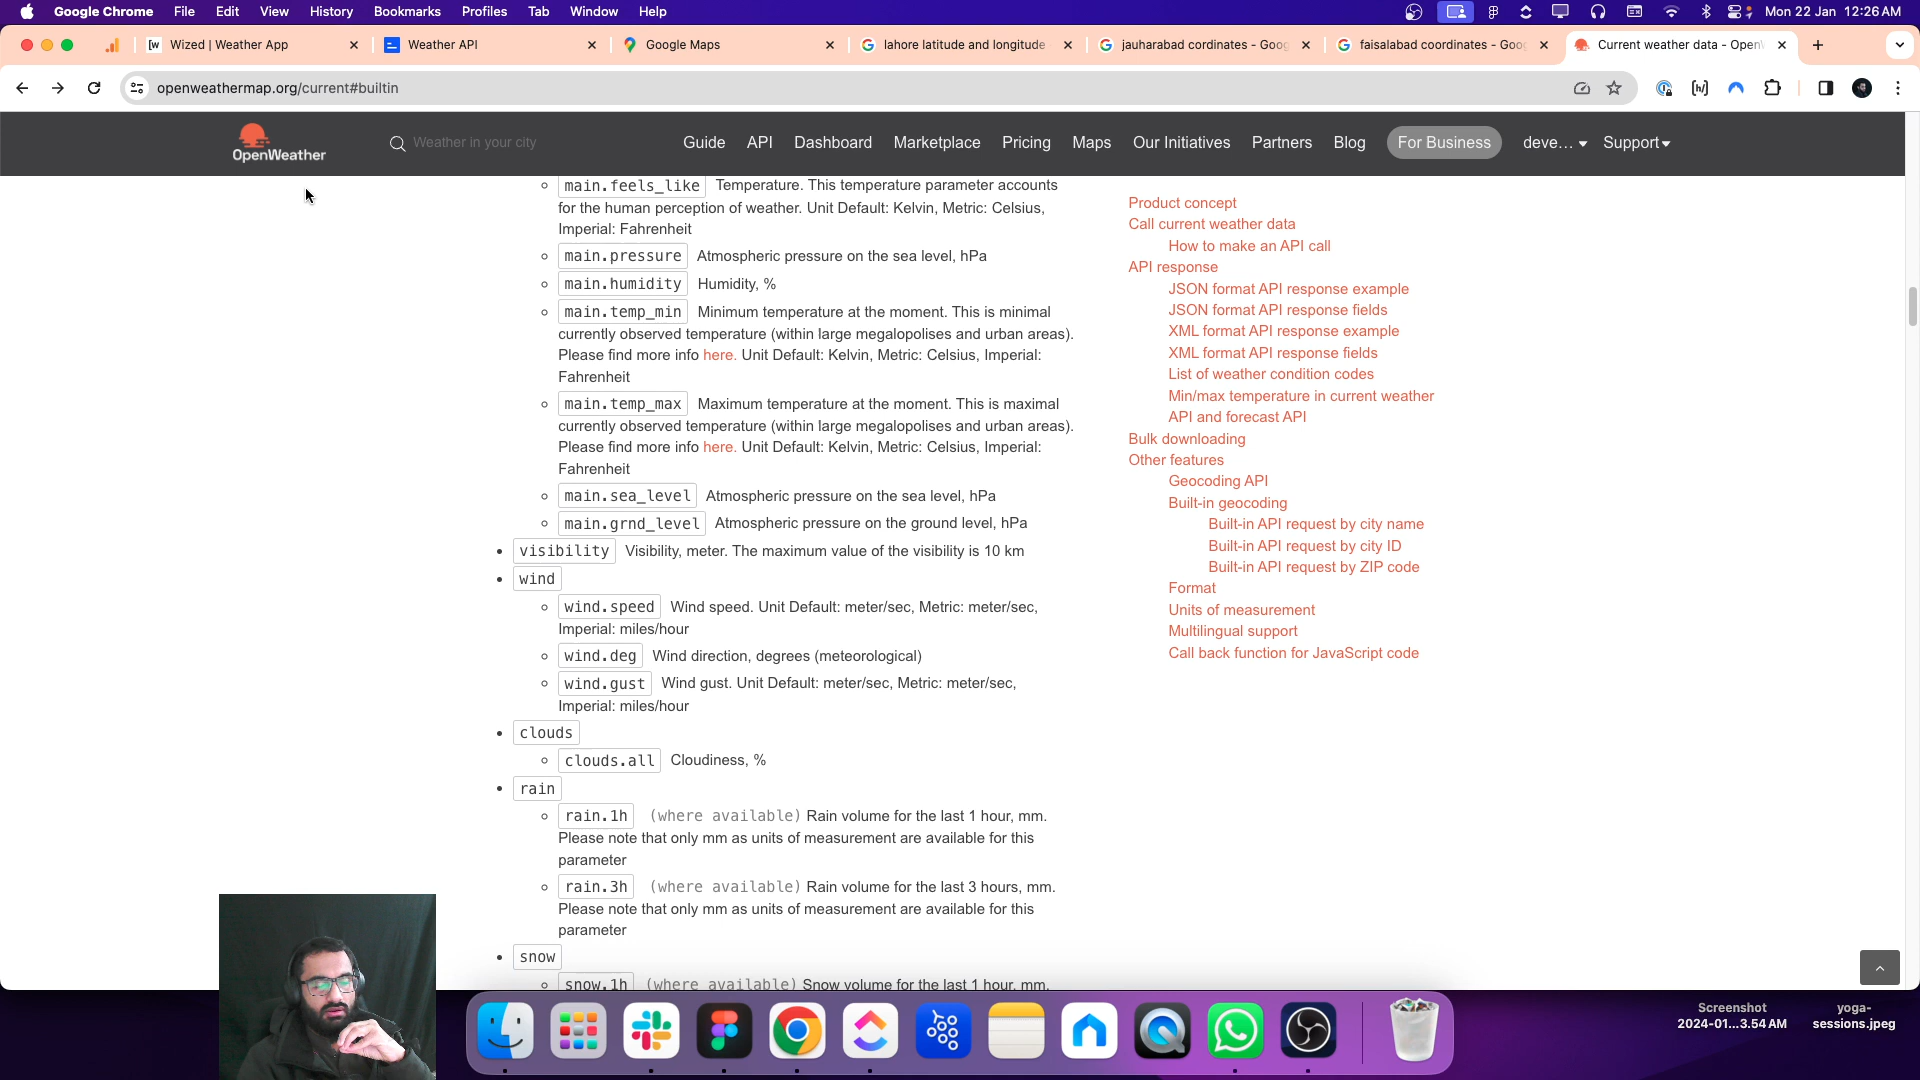 Google Chrome File Edit View History Bookmarks Profiles Tab Window Help Mon 22 Jan 12:26 AM
Wized | Weather App Weather API Google Maps lahore latitude and longitude jauharabad cordinates - Goog faisalabad coordinates - Goog Current weather data - Open
openweathermap.org/current#builtin
OpenWeather Weather in your city Guide API Dashboard Marketplace Pricing Maps Our Initiatives Partners Blog For Business deve... Support
main.feels_like Temperature. This temperature parameter accounts
for the human perception of weather. Unit Default: Kelvin, Metric: Celsius,
Imperial: Fahrenheit
main.pressure Atmospheric pressure on the sea level, hPa
main.humidity Humidity, %
main.temp_min Minimum temperature at the moment. This is minimal
currently observed temperature (within large megalopolises and urban areas).
Please find more info here. Unit Default: Kelvin, Metric: Celsius, Imperial:
Fahrenheit
main.temp_max Maximum temperature at the moment. This is maximal
currently observed temperature (within large megalopolises and urban areas).
Please find more info here. Unit Default: Kelvin, Metric: Celsius, Imperial:
Fahrenheit
main.sea_level Atmospheric pressure on the sea level, hPa
main.grnd_level Atmospheric pressure on the ground level, hPa
visibility Visibility, meter. The maximum value of the visibility is 10 km
wind
wind.speed Wind speed. Unit Default: meter/sec, Metric: meter/sec,
Imperial: miles/hour
wind.deg Wind direction, degrees (meteorological)
wind.gust Wind gust. Unit Default: meter/sec, Metric: meter/sec,
Imperial: miles/hour
clouds
clouds.all Cloudiness, %
rain
rain.1h (where available) Rain volume for the last 1 hour, mm.
Please note that only mm as units of measurement are available for this
parameter
rain.3h (where available) Rain volume for the last 3 hours, mm.
Please note that only mm as units of measurement are available for this
parameter
snow
snow.1h (where available) Snow volume for the last 1 hour, mm.
Product concept
Call current weather data
How to make an API call
API response
JSON format API response example
JSON format API response fields
XML format API response example
XML format API response fields
List of weather condition codes
Min/max temperature in current weather
API and forecast API
Bulk downloading
Other features
Geocoding API
Built-in geocoding
Built-in API request by city name
Built-in API request by city ID
Built-in API request by ZIP code
Format
Units of measurement
Multilingual support
Call back function for JavaScript code
Screenshot
2024-01...3.54 AM
yoga-
sessions.jpeg